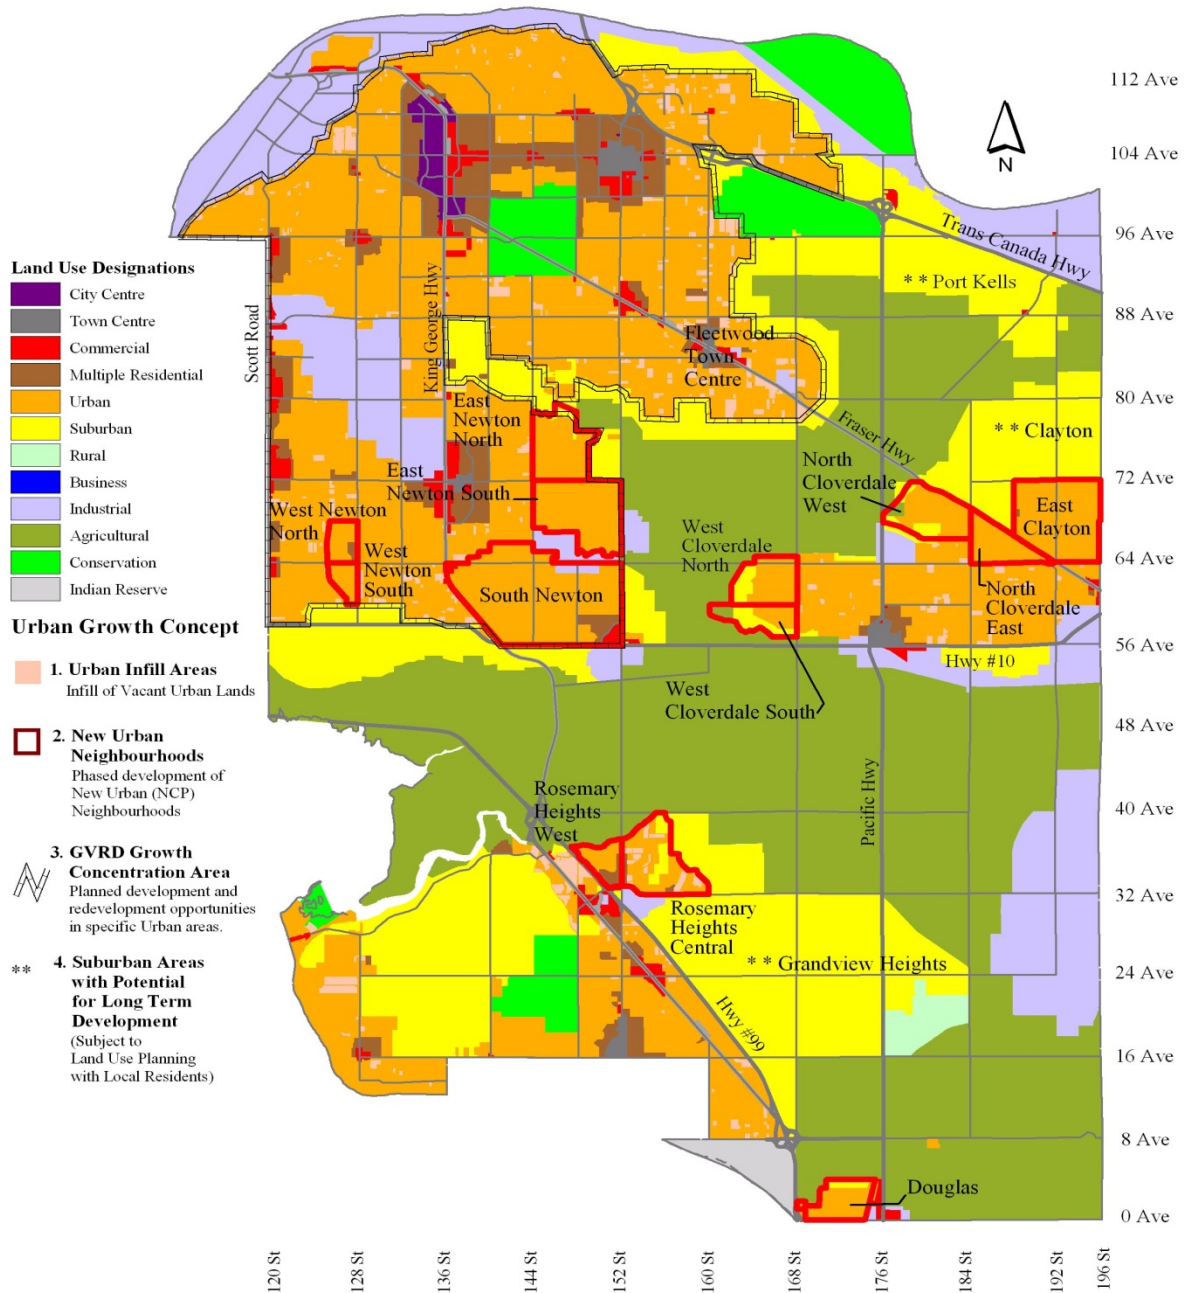 112 Ave
104 Ave
N
Trans Canada Hwy
96 Ave
Land Use Designations
City Centre
Town Centre
Commercial
Multiple Residential
Urban
Suburban
Rural
Business
Industrial
Agricultural
Conservation
Indian Reserve
Scott Road
King George Hwy
** Port Kells
88 Ave
Fleetwood
Town
Centre
80 Ave
East
Newton
North
Fraser Hwy
** Clayton
72 Ave
East
Newton South
North
Cloverdale
West
East
Clayton
West Newton
North
West
Newton
South
West
Cloverdale
North
64 Ave
South Newton
North
Cloverdale
East
56 Ave
Hwy #10
West
Cloverdale South
48 Ave
Pacific Hwy
Urban Growth Concept
1. Urban Infill Areas
Infill of Vacant Urban Lands
2. New Urban
Neighbourhoods
Phased development of
New Urban (NCP)
Neighbourhoods
3. GVRD Growth
Concentration Area
Planned development and
redevelopment opportunities
in specific Urban areas.
** 4. Suburban Areas
with Potential
for Long Term
Development
(Subject to
Land Use Planning
with Local Residents)
Rosemary
Heights
West
40 Ave
32 Ave
Rosemary
Heights
Central
** Grandview Heights
24 Ave
Hwy #99
16 Ave
8 Ave
Douglas
0 Ave
120 St
128 St
136 St
144 St
152 St
160 St
168 St
176 St
184 St
192 St
196 St